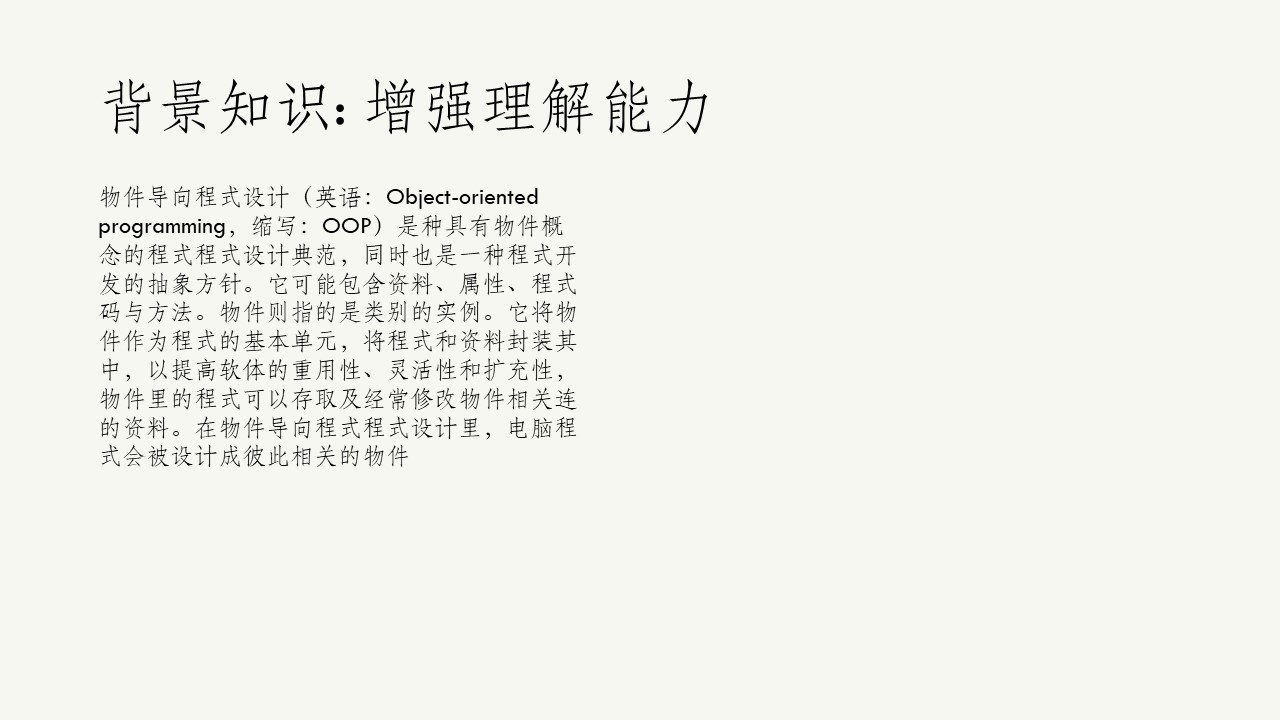 背景知识: 增强理解能力
物件导向程式设计（英语：Object-oriented
programming，缩写：OOP）是种具有物件概
念的程式程式设计典范，同时也是一种程式开
发的抽象方针。它可能包含资料、属性、程式
码与方法。物件则指的是类别的实例。它将物
件作为程式的基本单元，将程式和资料封装其
中，以提高软体的重用性、灵活性和扩充性，
物件里的程式可以存取及经常修改物件相关连
的资料。在物件导向程式程式设计里，电脑程
式会被设计成彼此相关的物件